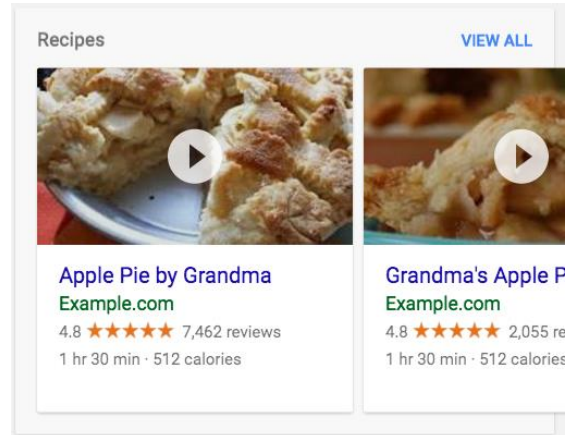 Recipes
VIEW ALL
Apple Pie by Grandma
Example.com
4.8 ★★★★★ 7,462 reviews
1 hr 30 min · 512 calories
Grandma's Apple P
Example.com
4.8 ★★★★★ 2,055 re
1 hr 30 min · 512 calories